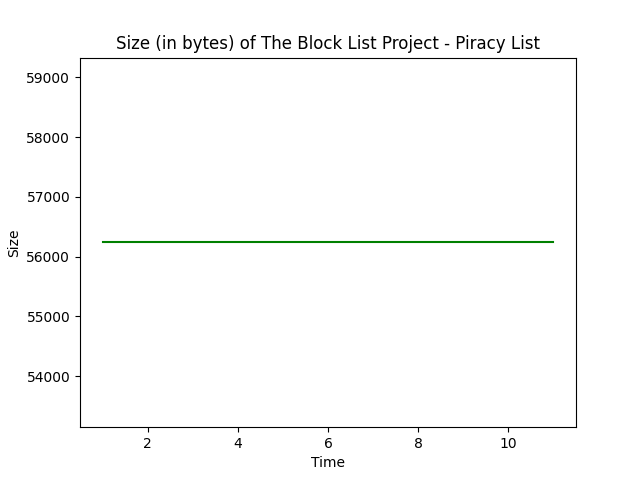 Size (in bytes) of The Block List Project - Piracy List
59000
58000
57000
56000
55000
54000
Size
2 4 6 8 10
Time